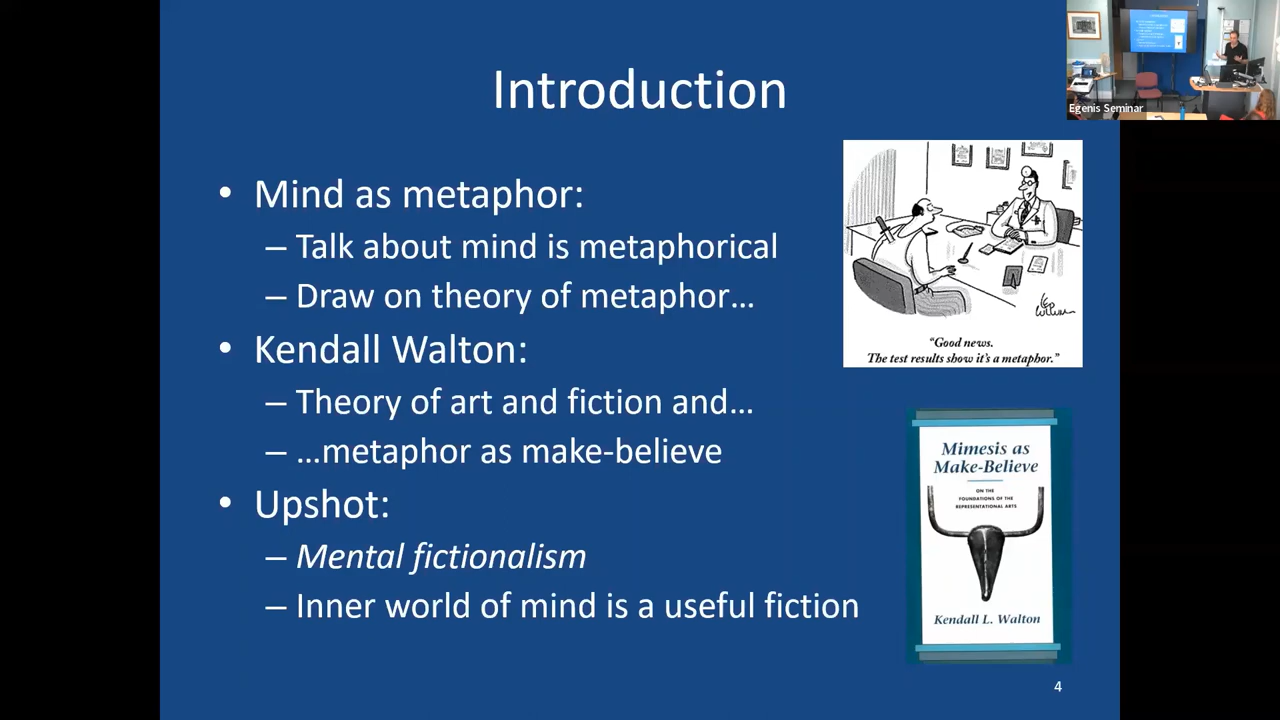 Introduction
• Mind as metaphor:
– Talk about mind is metaphorical
– Draw on theory of metaphor…
• Kendall Walton:
– Theory of art and fiction and…
– …metaphor as make-believe
• Upshot:
– Mental fictionalism
– Inner world of mind is a useful fiction
“Good news.
The test results show it’s a metaphor.”
Mimesis as
Make-Believe
ON THE
FOUNDATIONS OF THE
REPRESENTATIONAL ARTS
Kendall L. Walton
4
Egenis Seminar